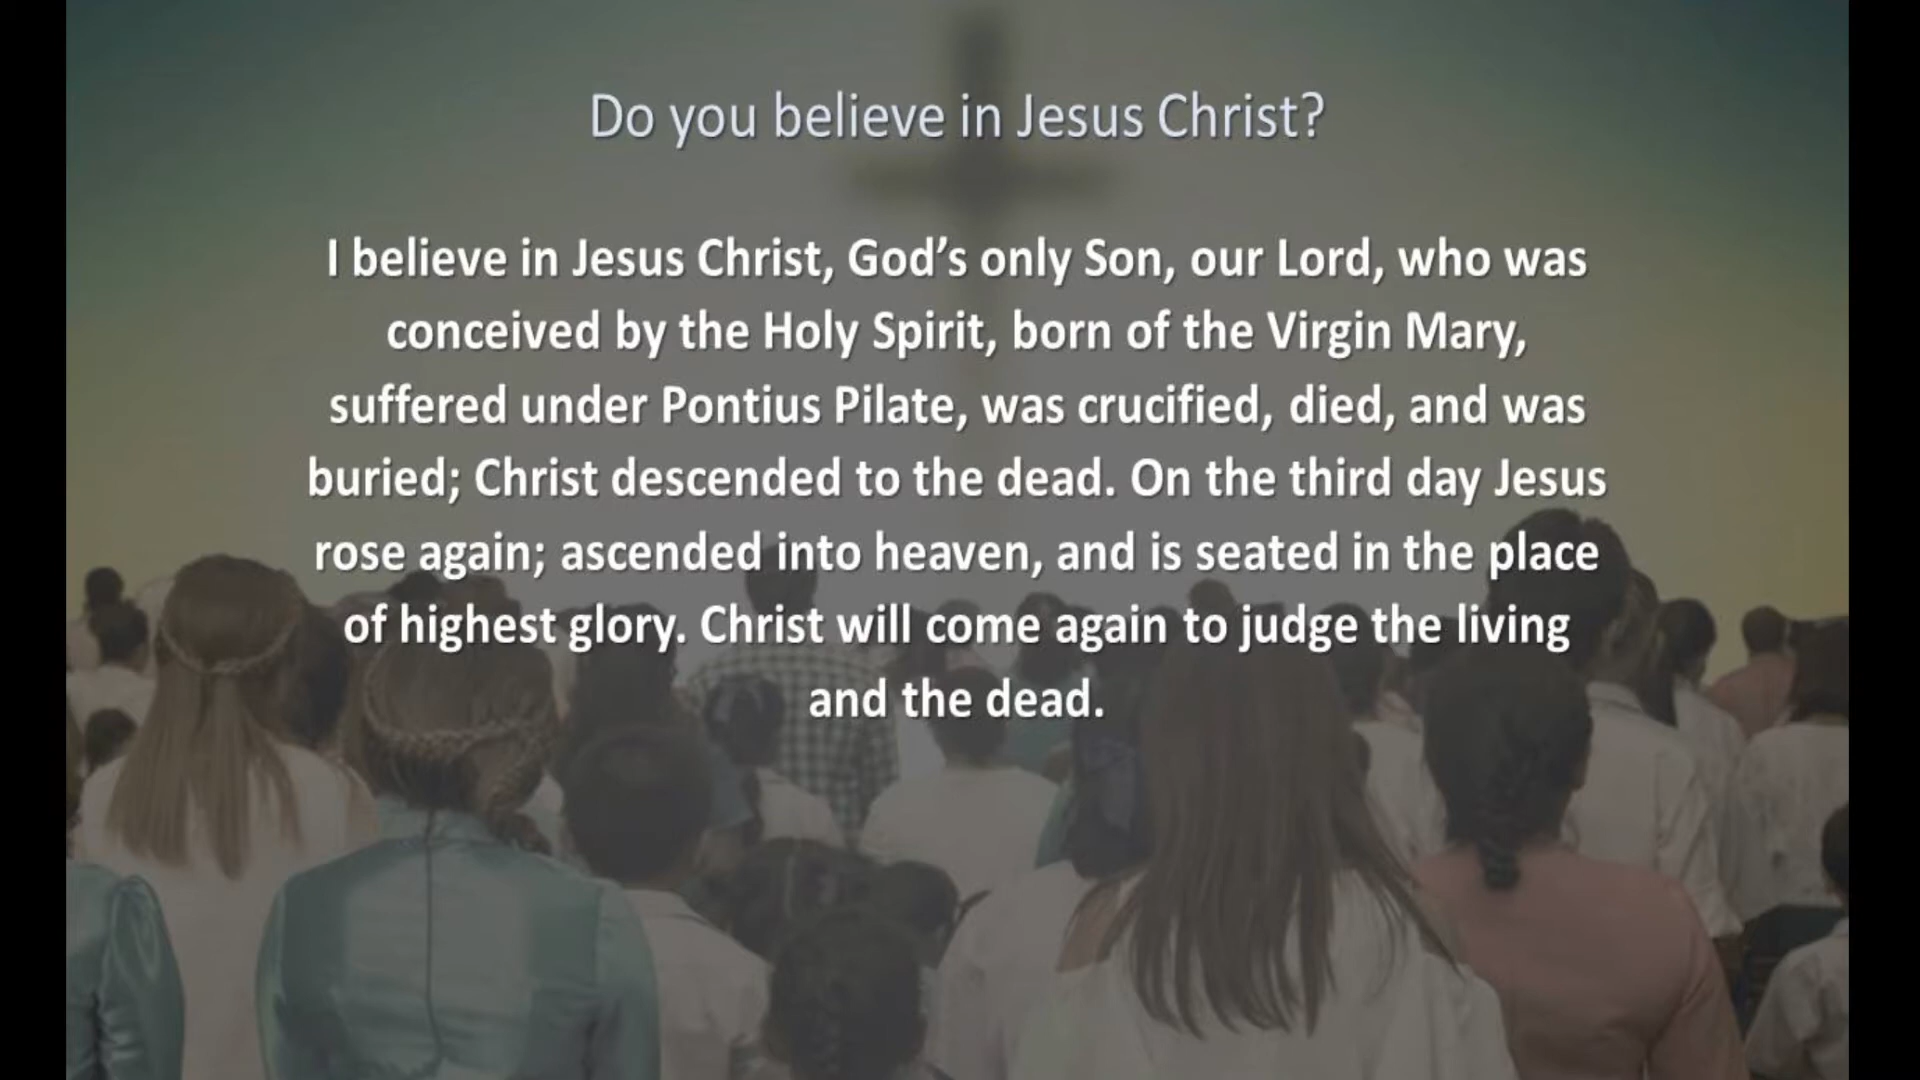 Do you believe in Jesus Christ?
I believe in Jesus Christ, God’s only Son, our Lord, who was
conceived by the Holy Spirit, born of the Virgin Mary,
suffered under Pontius Pilate, was crucified, died, and was
buried; Christ descended to the dead. On the third day Jesus
rose again; ascended into heaven, and is seated in the place
of highest glory. Christ will come again to judge the living
and the dead.